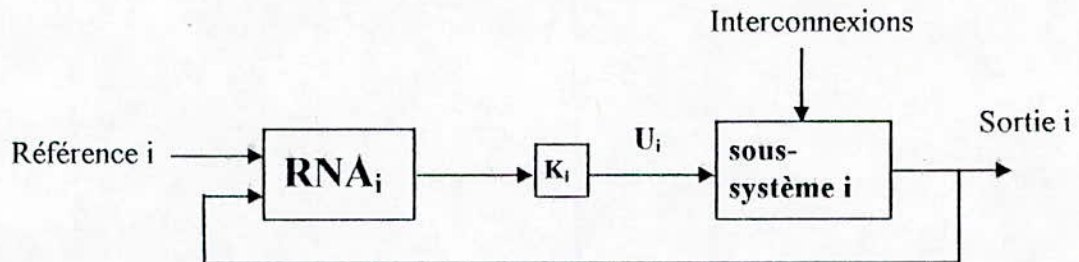 Interconnexions
Sortie i
Référence i
RNAi
Ki
Ui
sous-
système i